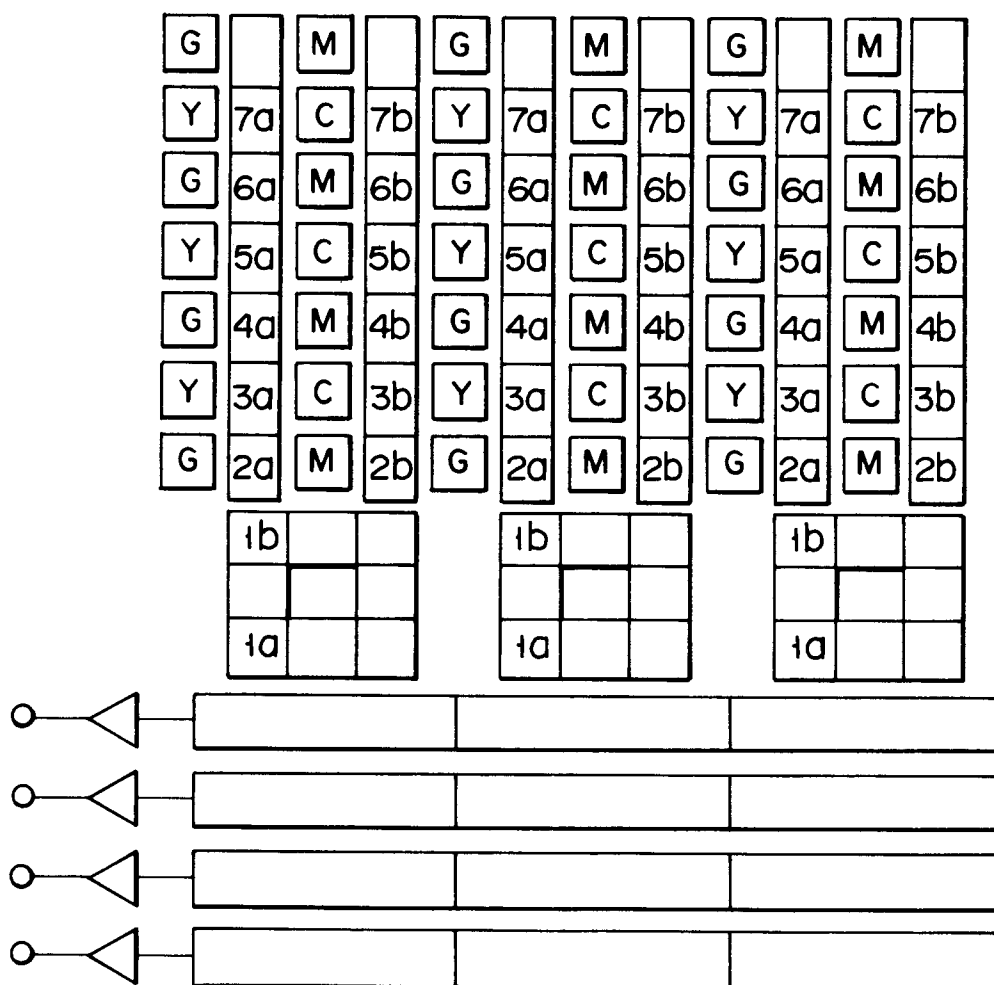 G M G M G M
Y 7a C 7b Y 7a C 7b Y 7a C 7b
G 6a M 6b G 6a M 6b G 6a M 6b
Y 5a C 5b Y 5a C 5b Y 5a C 5b
G 4a M 4b G 4a M 4b G 4a M 4b
Y 3a C 3b Y 3a C 3b Y 3a C 3b
G 2a M 2b G 2a M 2b G 2a M 2b
1b 1b 1b
1a 1a 1a